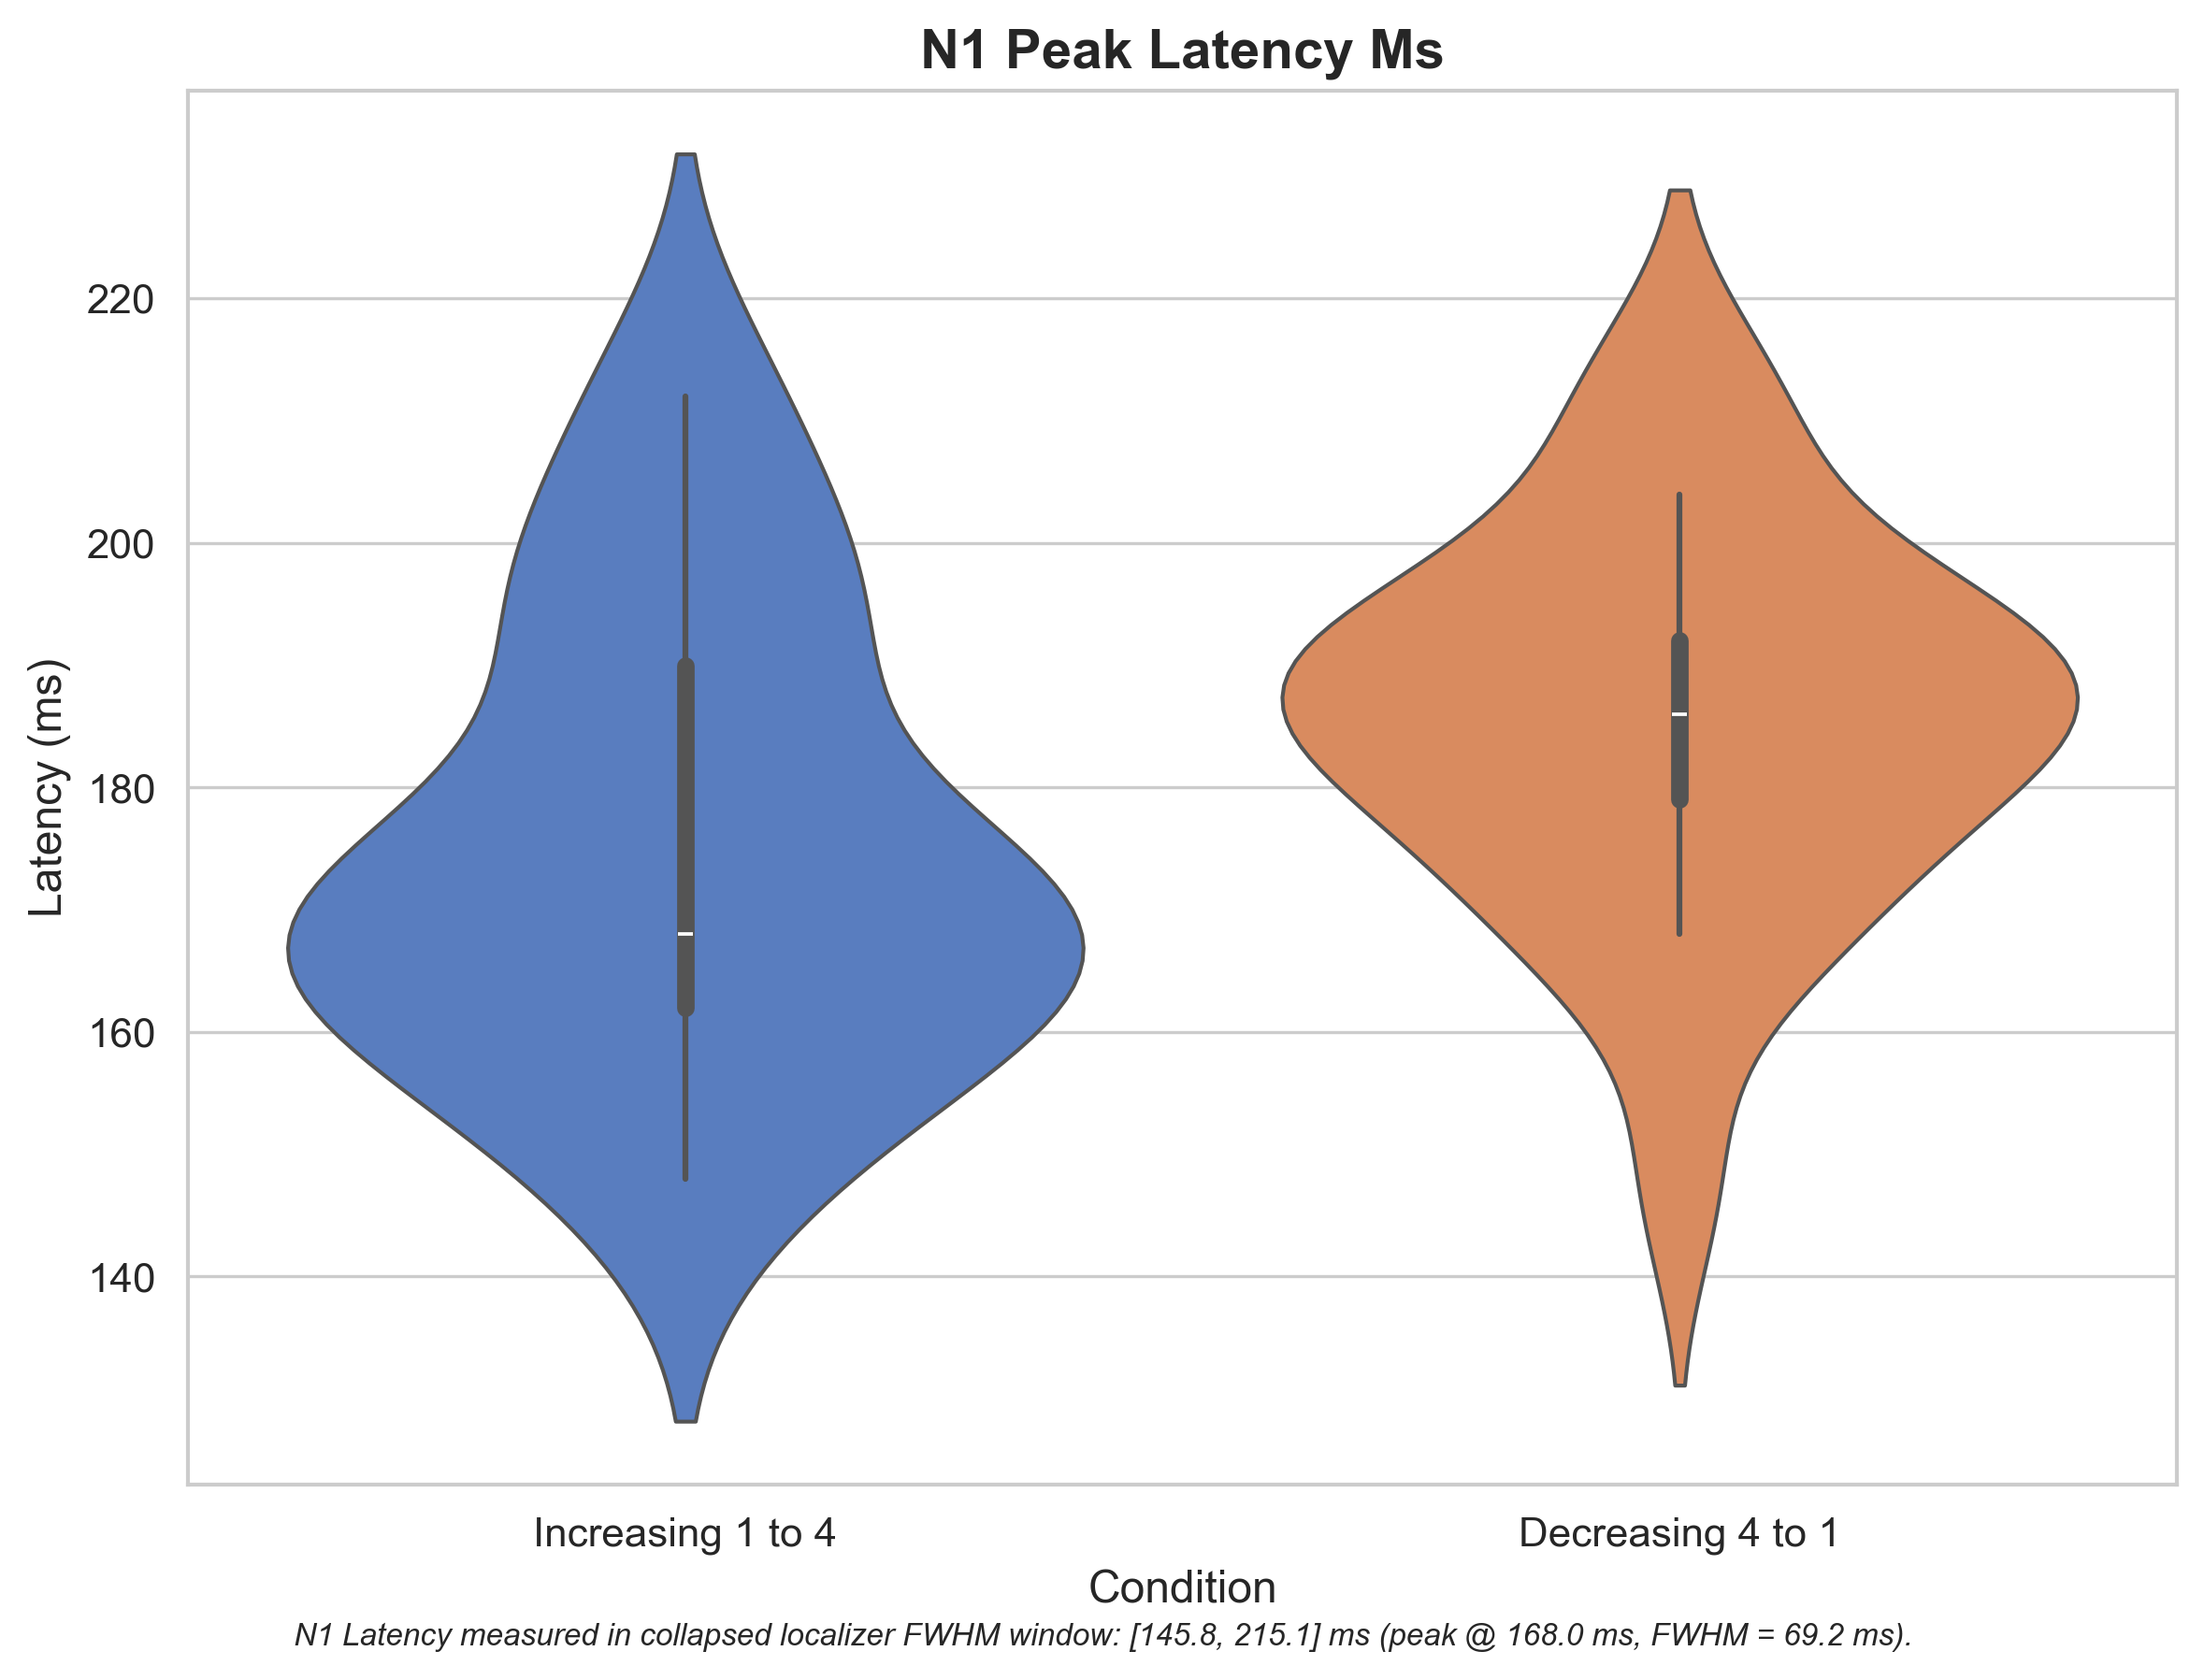 N1 Peak Latency Ms
Latency (ms)
220
200
180
160
140
Increasing 1 to 4
Decreasing 4 to 1
Condition
N1 Latency measured in collapsed localizer FWHM window: [145.8, 215.1] ms (peak @ 168.0 ms, FWHM = 69.2 ms).